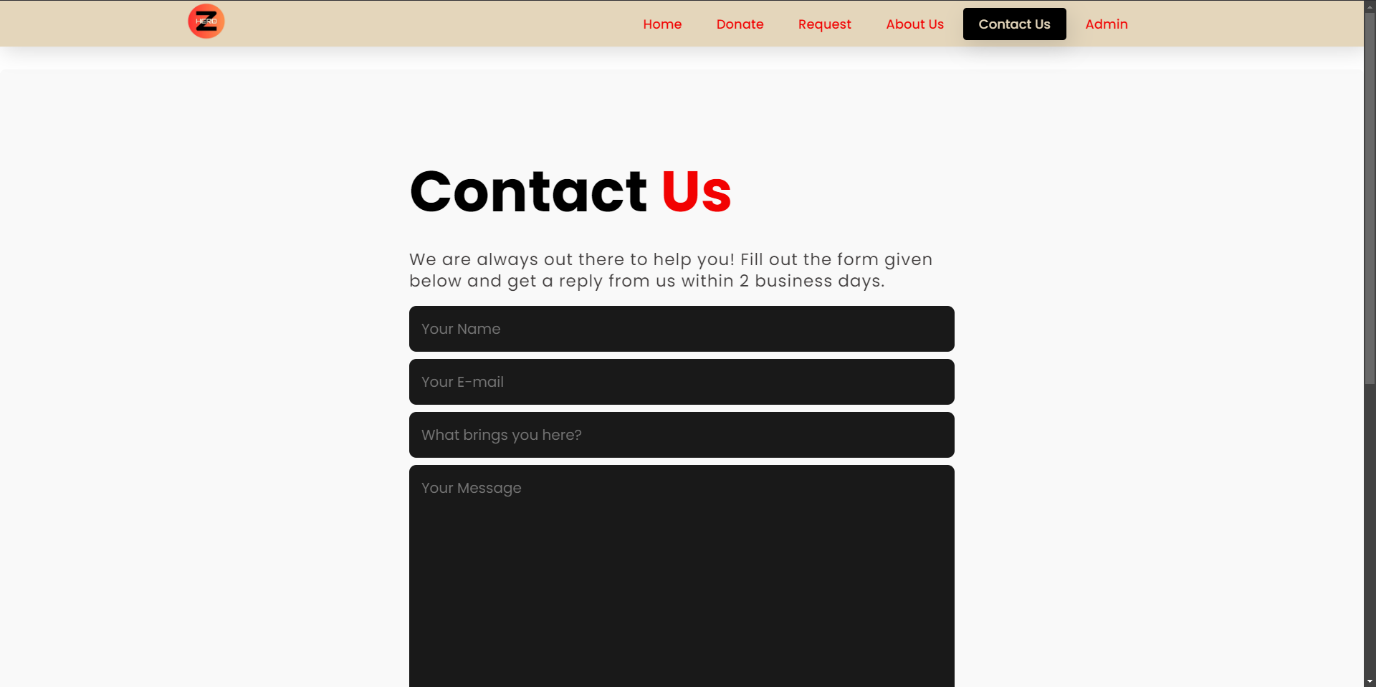 Z
HERO
Home Donate Request About Us Contact Us Admin
Contact Us
We are always out there to help you! Fill out the form given
below and get a reply from us within 2 business days.
Your Name
Your E-mail
What brings you here?
Your Message